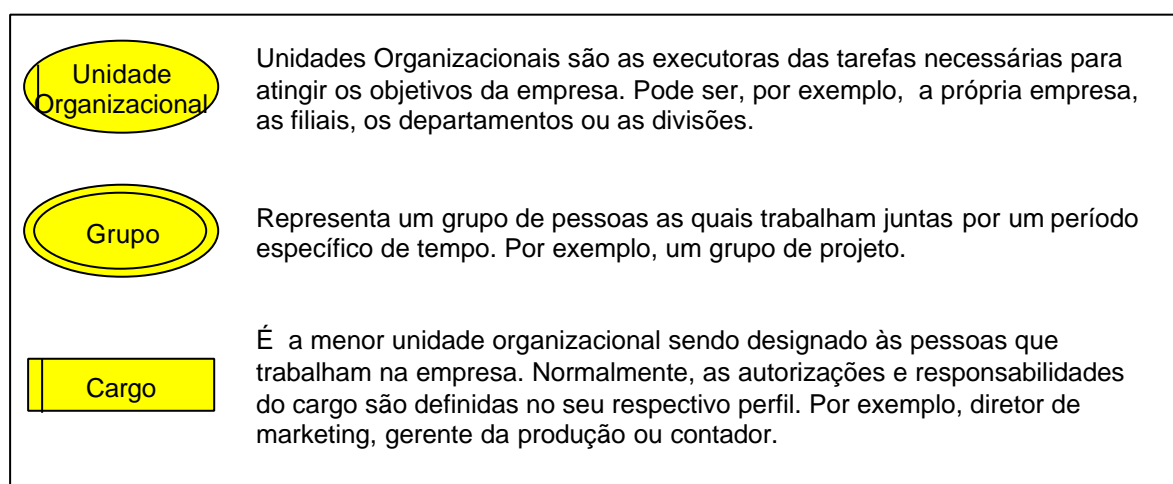 Unidade
Organizacional
Unidades Organizacionais são as executoras das tarefas necessárias para
atingir os objetivos da empresa. Pode ser, por exemplo, a própria empresa,
as filiais, os departamentos ou as divisões.
Grupo
Representa um grupo de pessoas as quais trabalham juntas por um período
específico de tempo. Por exemplo, um grupo de projeto.
Cargo
É a menor unidade organizacional sendo designado às pessoas que
trabalham na empresa. Normalmente, as autorizações e responsabilidades
do cargo são definidas no seu respectivo perfil. Por exemplo, diretor de
marketing, gerente da produção ou contador.